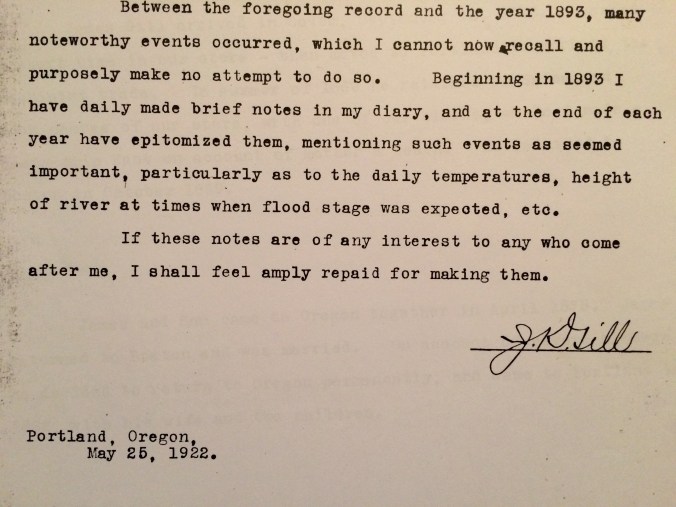 Between the foregoing record and the year 1893, many
noteworthy events occurred, which I cannot now recall and
purposely make no attempt to do so. Beginning in 1893 I
have daily made brief notes in my diary, and at the end of each
year have epitomized them, mentioning such events as seemed
important, particularly as to the daily temperatures, height
of river at times when flood stage was expected, etc.
If these notes are of any interest to any who come
after me, I shall feel amply repaid for making them.
J. K. Gill
Portland, Oregon,
May 25, 1922.